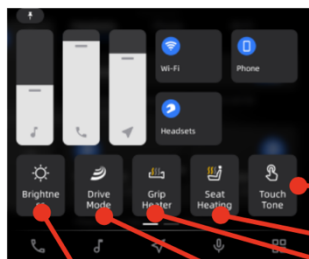 Wi-Fi
Phone
Headsets
Brightne
Drive
Mode
Grip
Heater
Seat
Heating
Touch
Tone